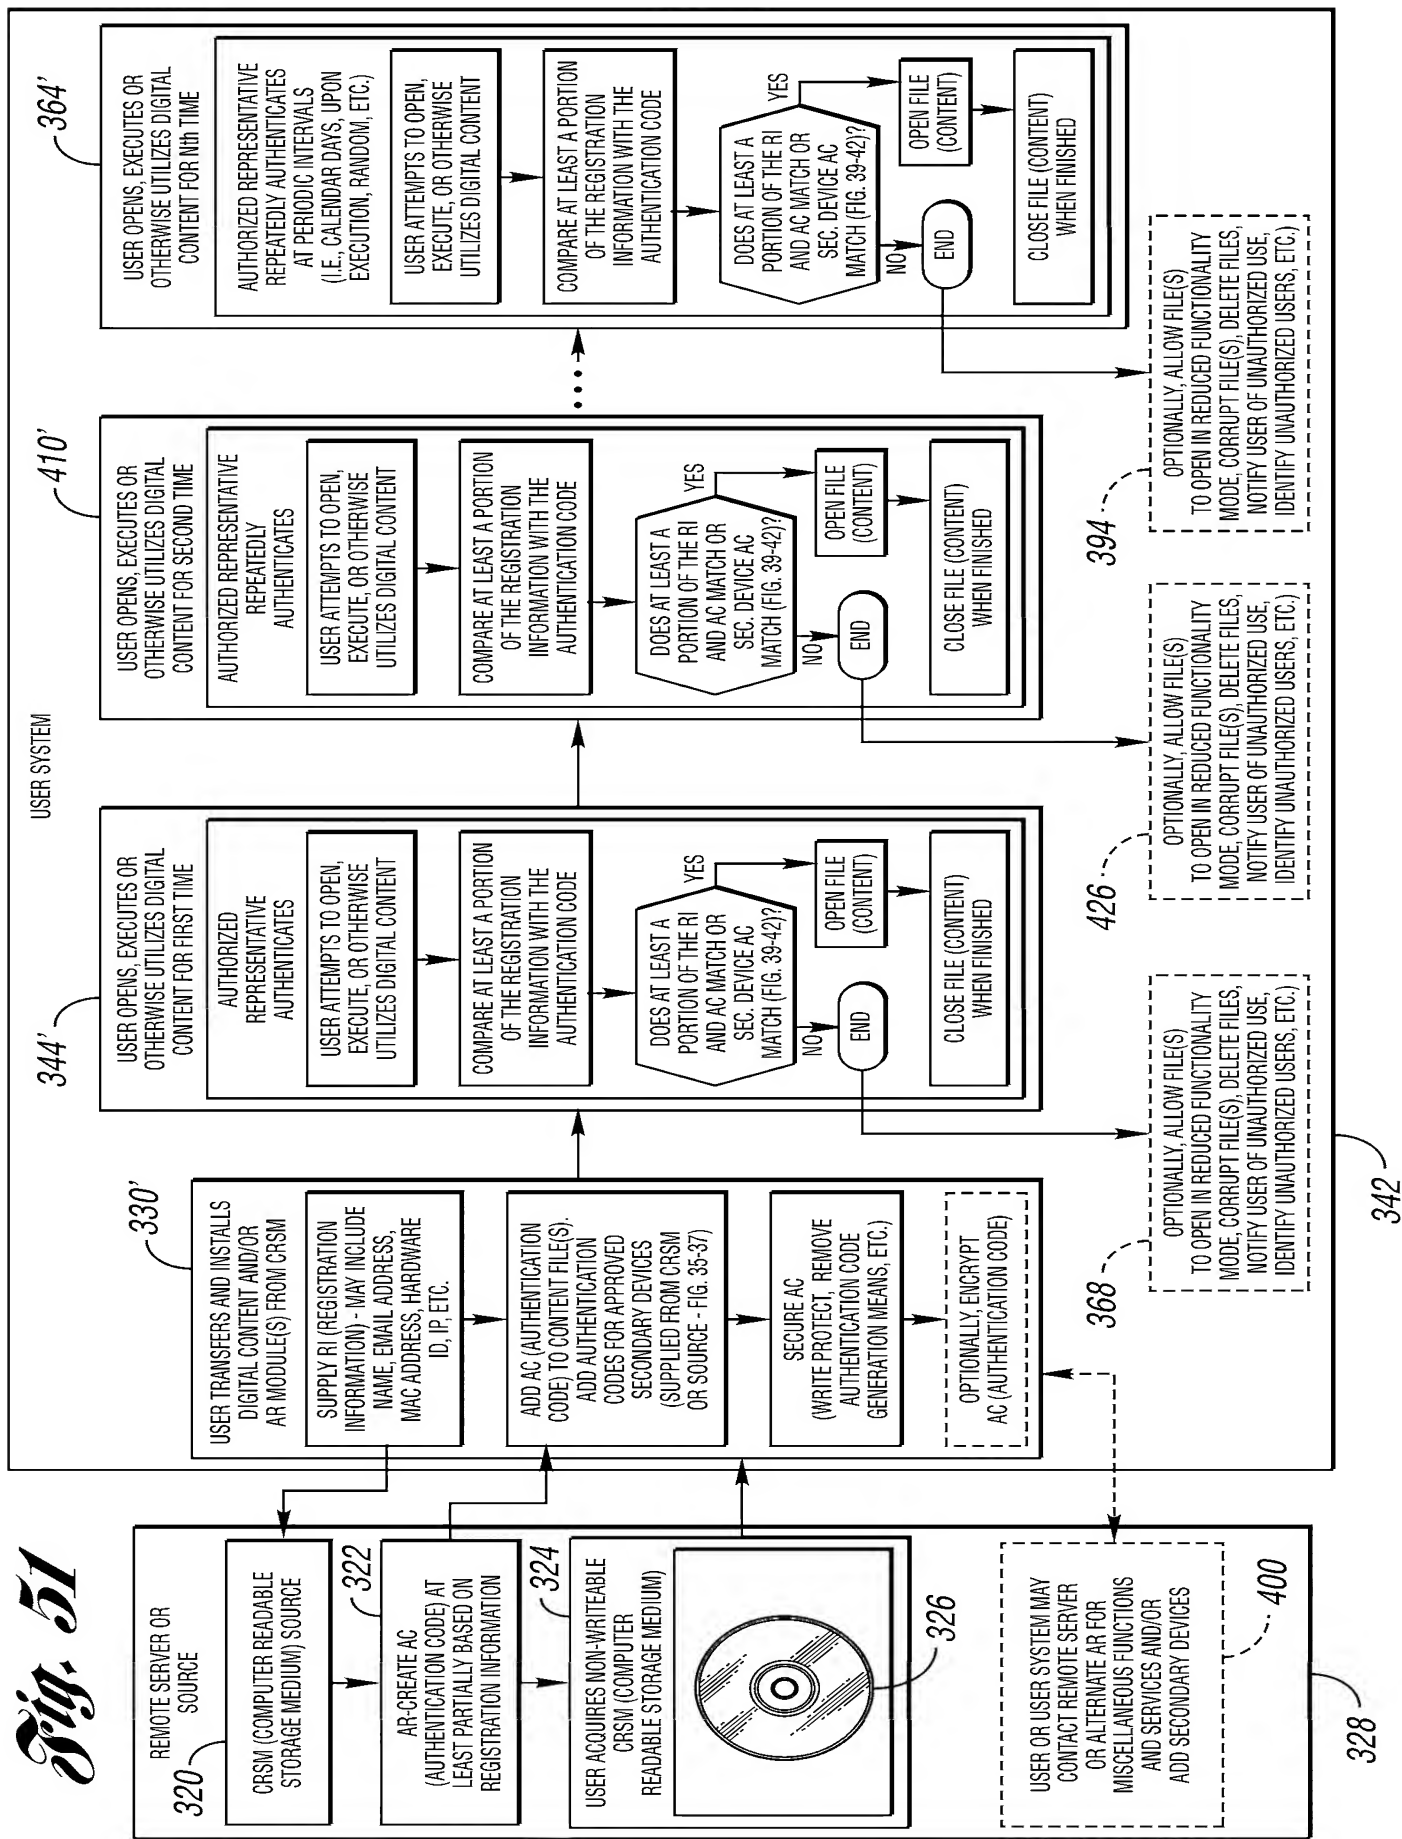 Fig. 51
REMOTE SERVER OR
SOURCE
320
CRSM (COMPUTER READABLE
STORAGE MEDIUM) SOURCE
322
AR-CREATE AC
(AUTHENTICATION CODE) AT
LEAST PARTIALLY BASED ON
REGISTRATION INFORMATION
324
USER ACQUIRES NON-WRITEABLE
CRSM (COMPUTER
READABLE STORAGE MEDIUM)
326
USER OR USER SYSTEM MAY
CONTACT REMOTE SERVER
OR ALTERNATE AR FOR
MISCELLANEOUS FUNCTIONS
AND SERVICES AND/OR
ADD SECONDARY DEVICES
400
328
USER SYSTEM
330'
USER TRANSFERS AND INSTALLS
DIGITAL CONTENT AND/OR
AR MODULE(S) FROM CRSM
SUPPLY RI (REGISTRATION
INFORMATION) - MAY INCLUDE
NAME, EMAIL ADDRESS,
MAC ADDRESS, HARDWARE
ID, IP, ETC.
ADD AC (AUTHENTICATION
CODE) TO CONTENT FILE(S).
ADD AUTHENTICATION
CODES FOR APPROVED
SECONDARY DEVICES
(SUPPLIED FROM CRSM
OR SOURCE - FIG. 35-37)
SECURE AC
(WRITE PROTECT, REMOVE
AUTHENTICATION CODE
GENERATION MEANS, ETC.)
OPTIONALLY, ENCRYPT
AC (AUTHENTICATION CODE)
344'
USER OPENS, EXECUTES OR
OTHERWISE UTILIZES DIGITAL
CONTENT FOR FIRST TIME
AUTHORIZED
REPRESENTATIVE
AUTHENTICATES
USER ATTEMPTS TO OPEN,
EXECUTE, OR OTHERWISE
UTILIZES DIGITAL CONTENT
COMPARE AT LEAST A PORTION
OF THE REGISTRATION
INFORMATION WITH THE
AUTHENTICATION CODE
DOES AT LEAST A
PORTION OF THE RI
AND AC MATCH OR
SEC. DEVICE AC
MATCH (FIG. 39-42)?
YES
NO
OPEN FILE
(CONTENT)
END
CLOSE FILE (CONTENT)
WHEN FINISHED
368
OPTIONALLY, ALLOW FILE(S)
TO OPEN IN REDUCED FUNCTIONALITY
MODE, CORRUPT FILE(S), DELETE FILES,
NOTIFY USER OF UNAUTHORIZED USE,
IDENTIFY UNAUTHORIZED USERS, ETC.)
410'
USER OPENS, EXECUTES OR
OTHERWISE UTILIZES DIGITAL
CONTENT FOR SECOND TIME
AUTHORIZED REPRESENTATIVE
REPEATEDLY
AUTHENTICATES
USER ATTEMPTS TO OPEN,
EXECUTE, OR OTHERWISE
UTILIZES DIGITAL CONTENT
COMPARE AT LEAST A PORTION
OF THE REGISTRATION
INFORMATION WITH THE
AUTHENTICATION CODE
DOES AT LEAST A
PORTION OF THE RI
AND AC MATCH OR
SEC. DEVICE AC
MATCH (FIG. 39-42)?
YES
NO
OPEN FILE
(CONTENT)
END
CLOSE FILE (CONTENT)
WHEN FINISHED
426
OPTIONALLY, ALLOW FILE(S)
TO OPEN IN REDUCED FUNCTIONALITY
MODE, CORRUPT FILE(S), DELETE FILES,
NOTIFY USER OF UNAUTHORIZED USE,
IDENTIFY UNAUTHORIZED USERS, ETC.)
364'
USER OPENS, EXECUTES OR
OTHERWISE UTILIZES DIGITAL
CONTENT FOR Nth TIME
AUTHORIZED REPRESENTATIVE
REPEATEDLY AUTHENTICATES
AT PERIODIC INTERVALS
(I.E., CALENDAR DAYS, UPON
EXECUTION, RANDOM, ETC.)
USER ATTEMPTS TO OPEN,
EXECUTE, OR OTHERWISE
UTILIZES DIGITAL CONTENT
COMPARE AT LEAST A PORTION
OF THE REGISTRATION
INFORMATION WITH THE
AUTHENTICATION CODE
DOES AT LEAST A
PORTION OF THE RI
AND AC MATCH OR
SEC. DEVICE AC
MATCH (FIG. 39-42)?
YES
NO
OPEN FILE
(CONTENT)
END
CLOSE FILE (CONTENT)
WHEN FINISHED
394
OPTIONALLY, ALLOW FILE(S)
TO OPEN IN REDUCED FUNCTIONALITY
MODE, CORRUPT FILE(S), DELETE FILES,
NOTIFY USER OF UNAUTHORIZED USE,
IDENTIFY UNAUTHORIZED USERS, ETC.)
342